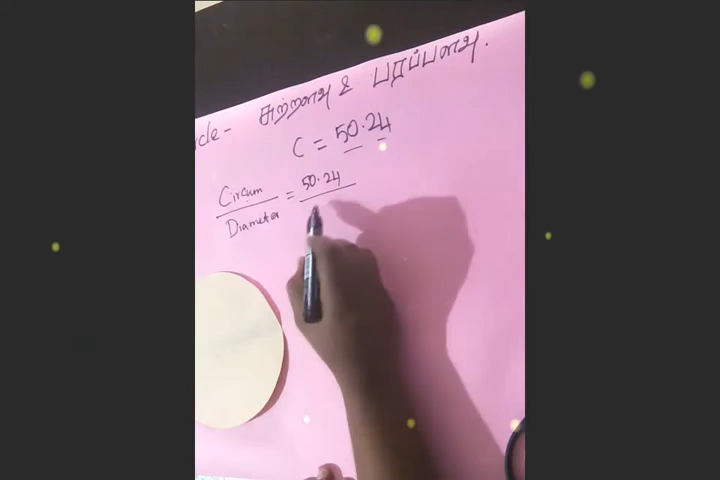 cle - சுற்றளவு & பரப்பளவு.
C = 50.24
Circum / Diameter = 50.24